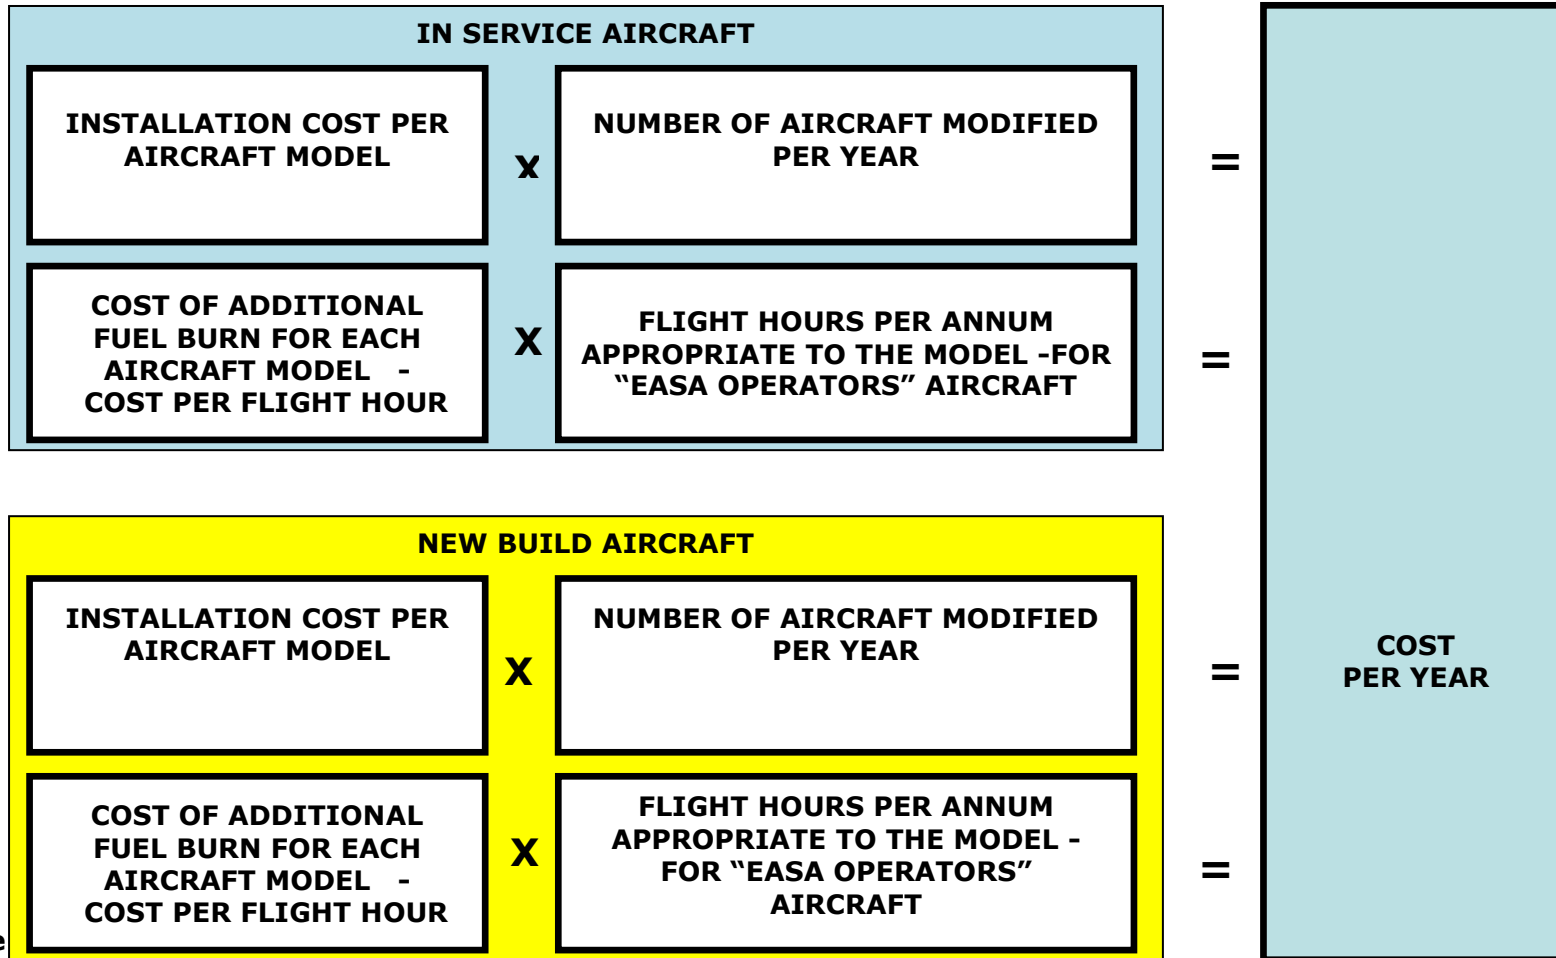 IN SERVICE AIRCRAFT
INSTALLATION COST PER
AIRCRAFT MODEL
x
NUMBER OF AIRCRAFT MODIFIED
PER YEAR
=
COST OF ADDITIONAL
FUEL BURN FOR EACH
AIRCRAFT MODEL -
COST PER FLIGHT HOUR
X
FLIGHT HOURS PER ANNUM
APPROPRIATE TO THE MODEL -FOR
“EASA OPERATORS” AIRCRAFT
=
NEW BUILD AIRCRAFT
INSTALLATION COST PER
AIRCRAFT MODEL
X
NUMBER OF AIRCRAFT MODIFIED
PER YEAR
=
COST OF ADDITIONAL
FUEL BURN FOR EACH
AIRCRAFT MODEL -
COST PER FLIGHT HOUR
X
FLIGHT HOURS PER ANNUM
APPROPRIATE TO THE MODEL -
FOR “EASA OPERATORS”
AIRCRAFT
=
COST
PER YEAR